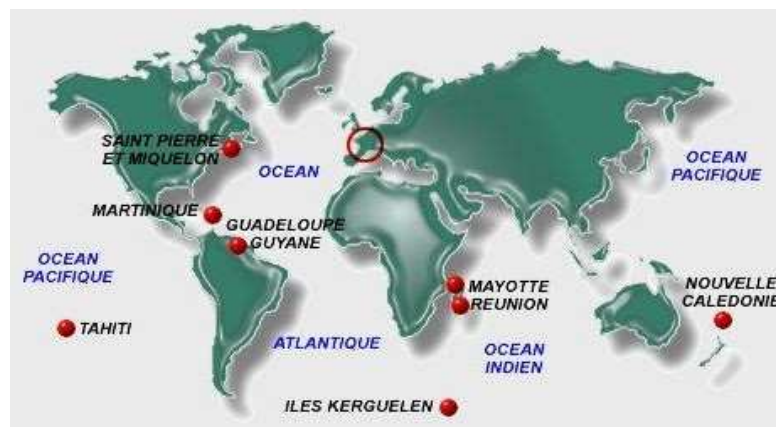 SAINT PIERRE
ET MIQUELON
OCEAN
OCEAN
PACIFIQUE
MARTINIQUE
GUADELOUPE
GUYANE
OCEAN
PACIFIQUE
MAYOTTE
REUNION
NOUVELLE
CALEDONIE
TAHITI
ATLANTIQUE
OCEAN
INDIEN
ILES KERGUELEN